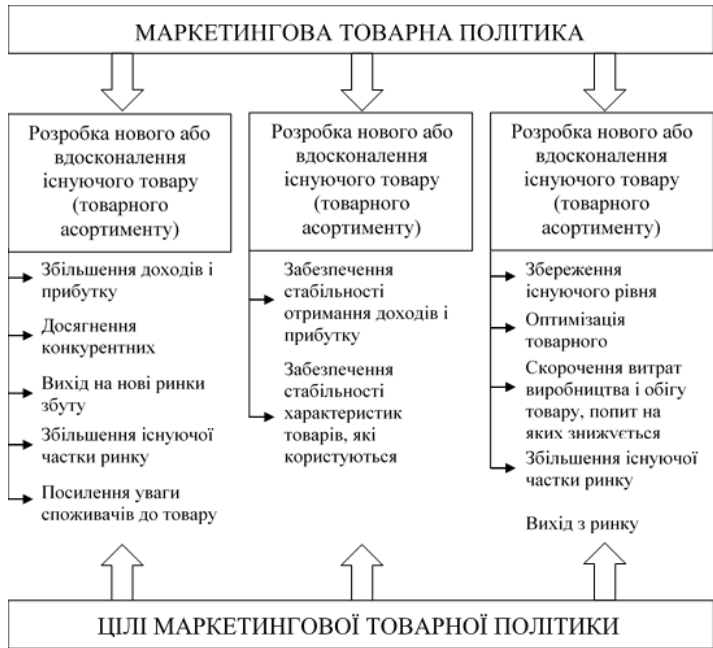 МАРКЕТИНГОВА ТОВАРНА ПОЛІТИКА
Розробка нового або
вдосконалення
існуючого товару
(товарного
асортименту)
Збільшення доходів і
прибутку
Досягнення
конкурентних
Вихід на нові ринки
збуту
Збільшення існуючої
частки ринку
Посилення уваги
споживачів до товару
Розробка нового або
вдосконалення
існуючого товару
(товарного
асортименту)
Забезпечення
стабільності
отримання доходів і
прибутку
Забезпечення
стабільності
характеристик
товарів, які
користуються
Розробка нового або
вдосконалення
існуючого товару
(товарного
асортименту)
Збереження
існуючого рівня
Оптимізація
товарного
Скорочення витрат
виробництва і обігу
товару, попит на
яких знижується
Збільшення існуючої
частки ринку
Вихід з ринку
ЦІЛІ МАРКЕТИНГОВОЇ ТОВАРНОЇ ПОЛІТИКИ